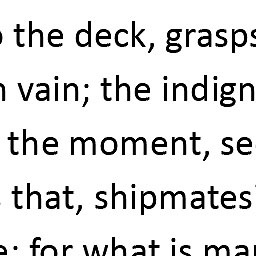 the deck, grasps
vain; the indign
the moment, se
that, shipmates
for what is ma